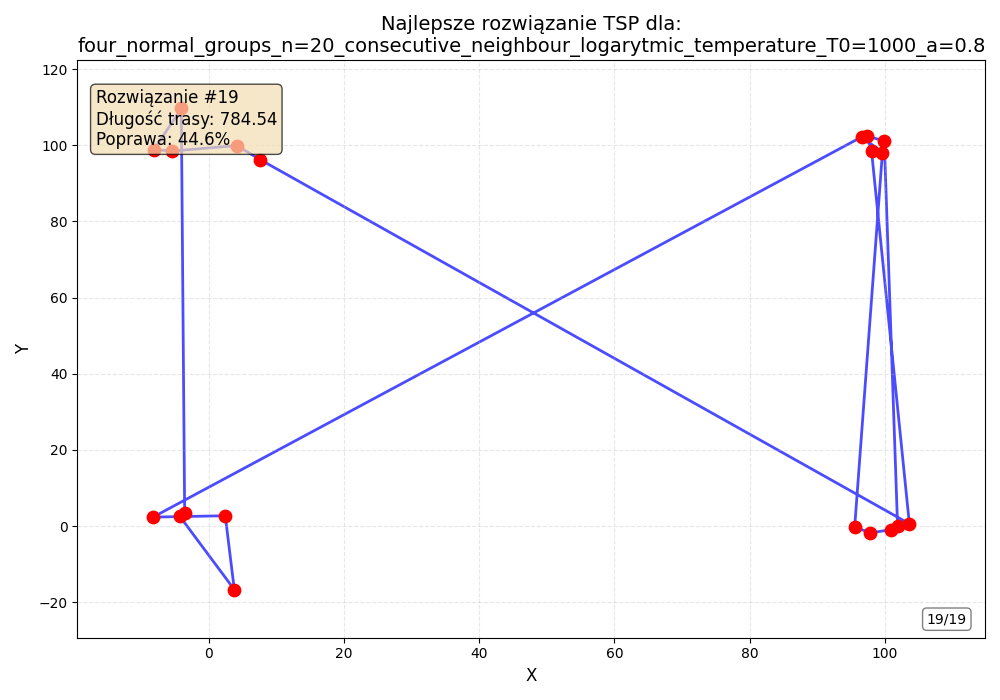 Najlepsze rozwiązanie TSP dla:
four_normal_groups_n=20_consecutive_neighbour_logarytmic_temperature_T0=1000_a=0.8
120
100
80
60
40
20
0
−20
Y
Rozwiązanie #19
Długość trasy: 784.54
Poprawa: 44.6%
19/19
0
20
40
60
80
100
X